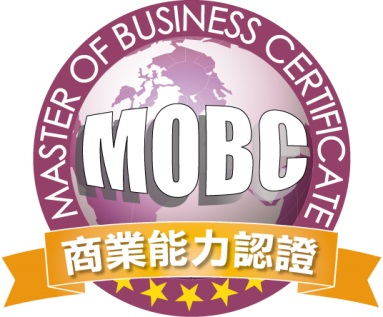 MASTER OF BUSINESS CERTIFICATE
MOBC
商業能力認證